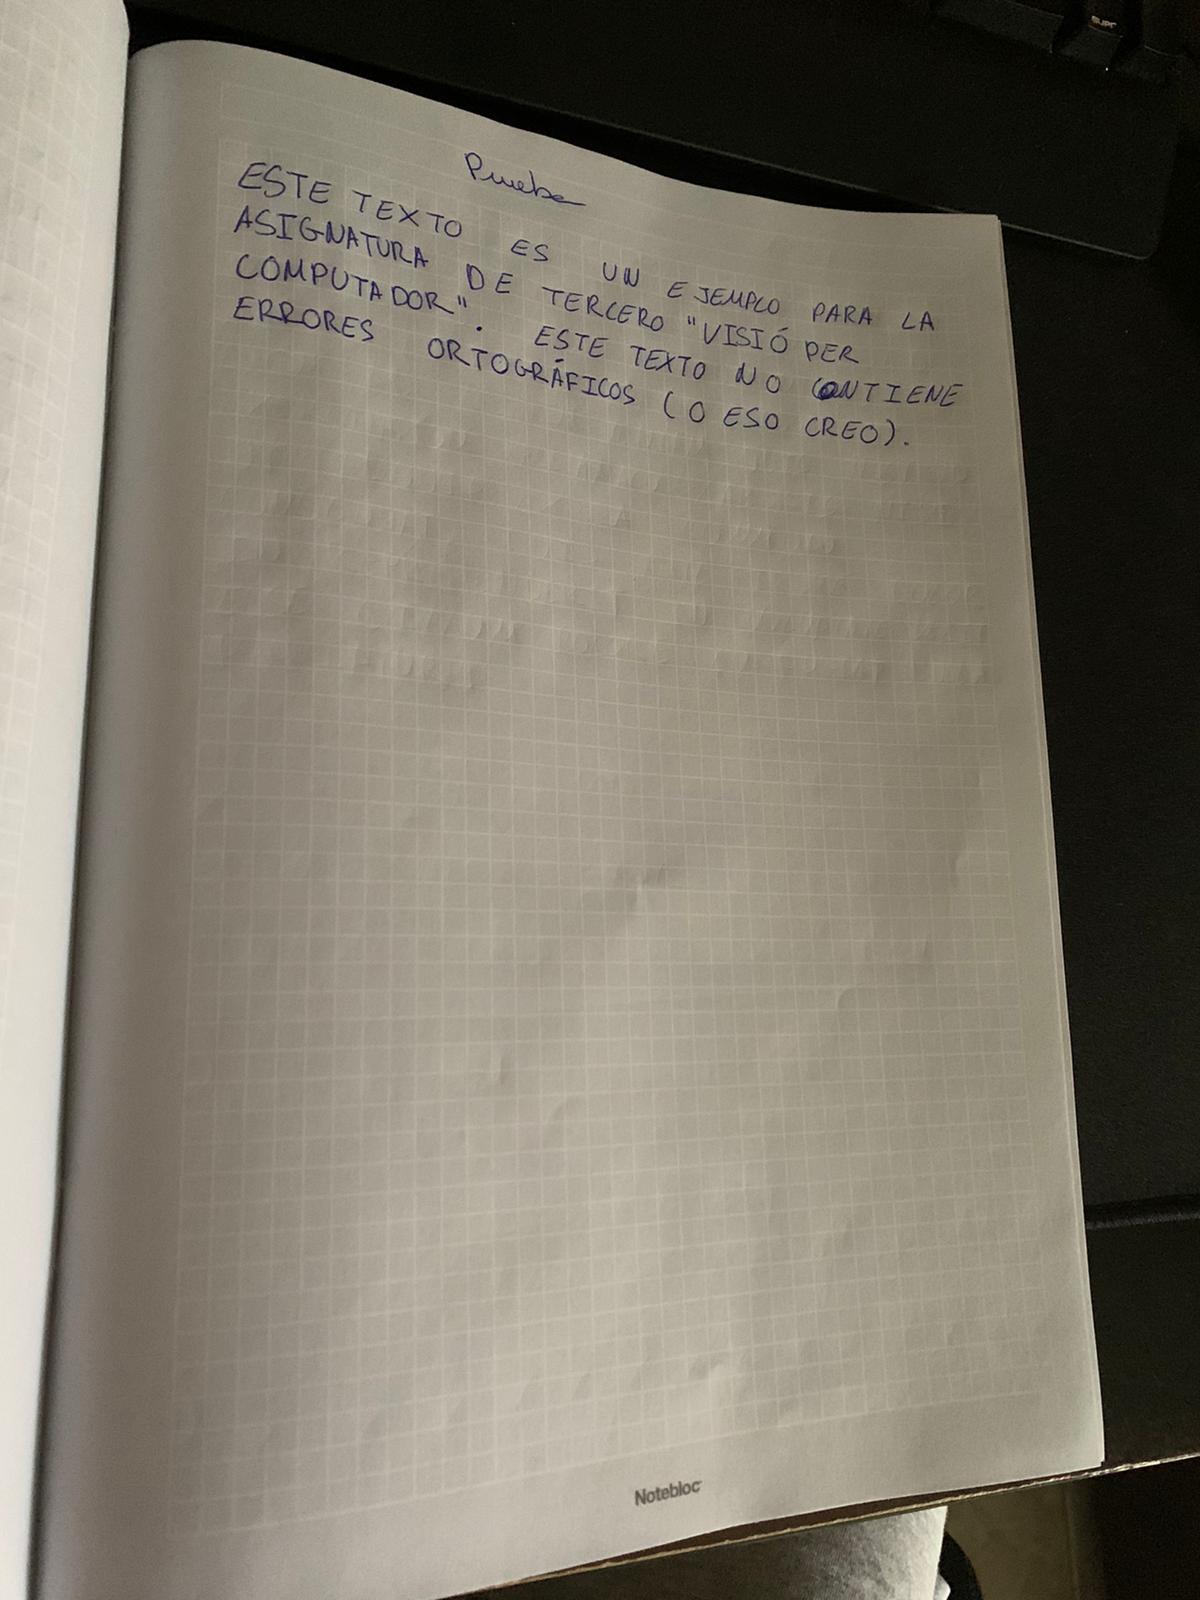 Prueba
ESTE TEXTO ES UN EJEMPLO PARA LA
ASIGNATURA DE TERCERO "VISIÓ PER
COMPUTADOR". ESTE TEXTO NO CONTIENE
ERRORES ORTOGRÁFICOS (O ESO CREO).
Notebloc